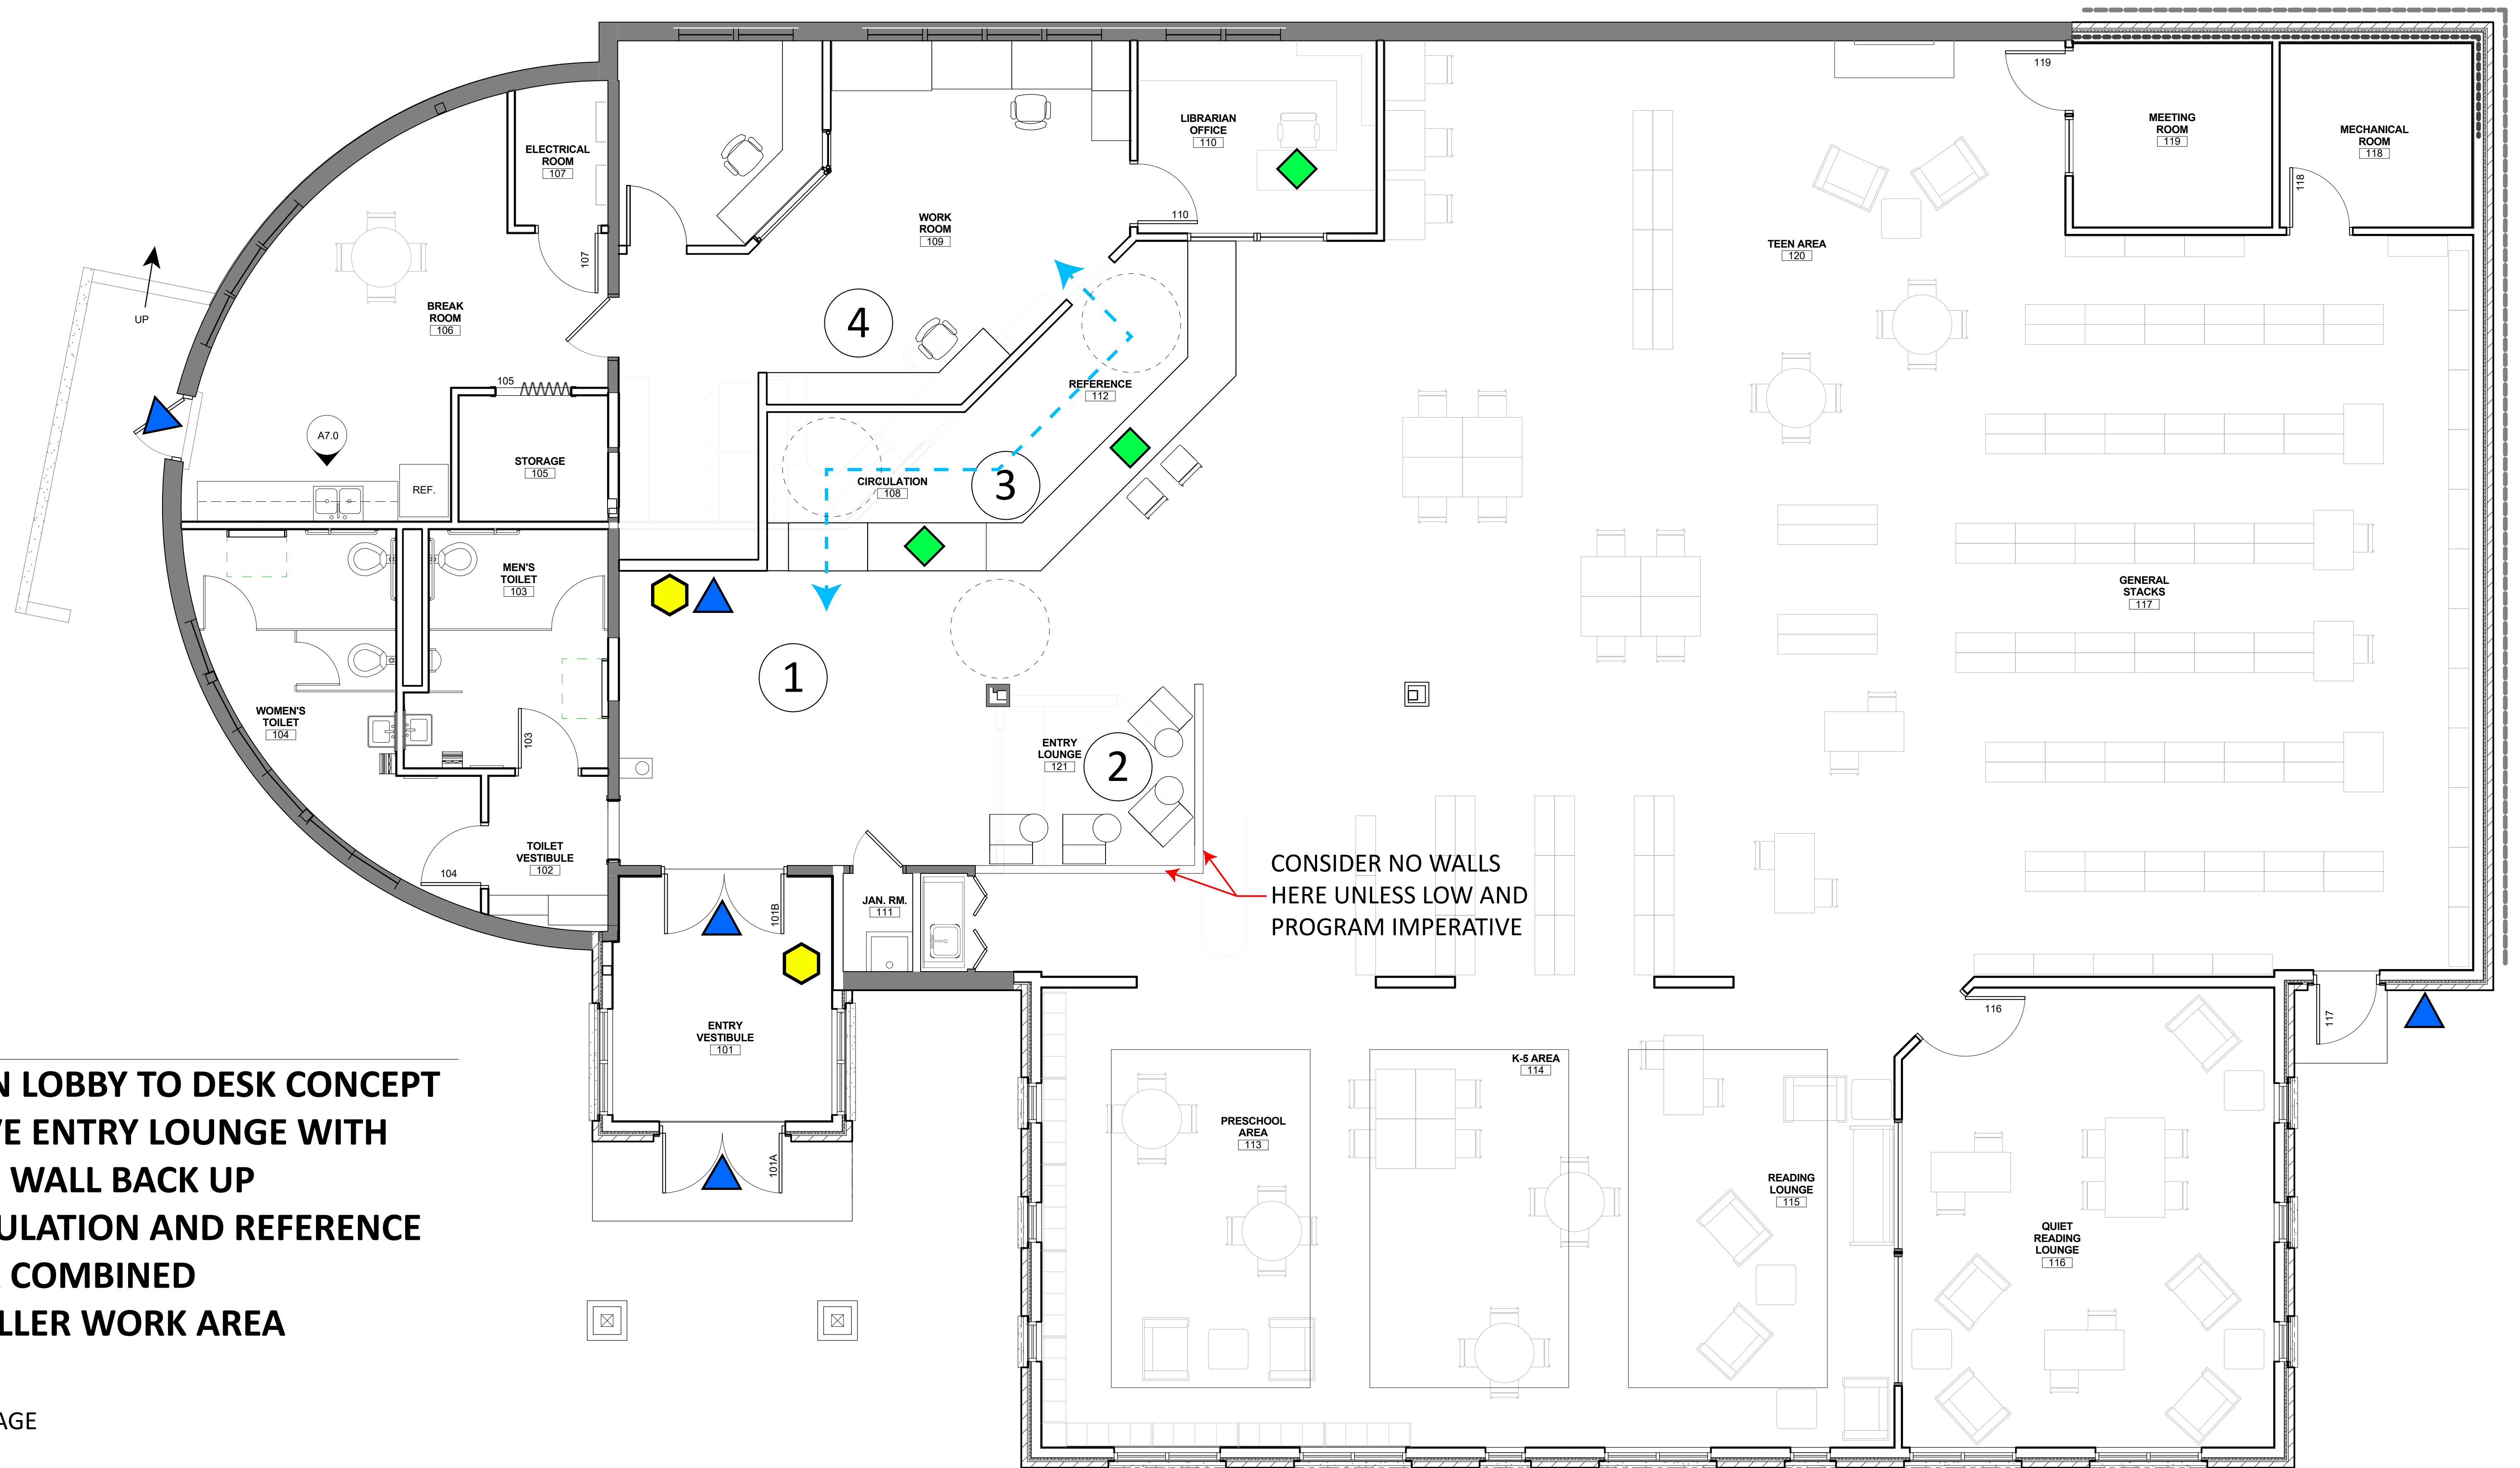 119
MEETING
ROOM
119
MECHANICAL
ROOM
118
118
LIBRARIAN
OFFICE
110
110
ELECTRICAL
ROOM
107
107
WORK
ROOM
109
TEEN AREA
120
UP
BREAK
ROOM
106
4
REFERENCE
112
105
A7.0
STORAGE
105
REF.
CIRCULATION
108
3
MEN'S
TOILET
103
GENERAL
STACKS
117
1
WOMEN'S
TOILET
104
103
ENTRY
LOUNGE
121
2
TOILET
VESTIBULE
102
104
CONSIDER NO WALLS
HERE UNLESS LOW AND
PROGRAM IMPERATIVE
JAN. RM.
111
101B
ENTRY
VESTIBULE
101
101A
116
117
K-5 AREA
114
PRESCHOOL
AREA
113
READING
LOUNGE
115
QUIET
READING
LOUNGE
116
N LOBBY TO DESK CONCEPT
VE ENTRY LOUNGE WITH
WALL BACK UP
ULATION AND REFERENCE
COMBINED
LLER WORK AREA
AGE